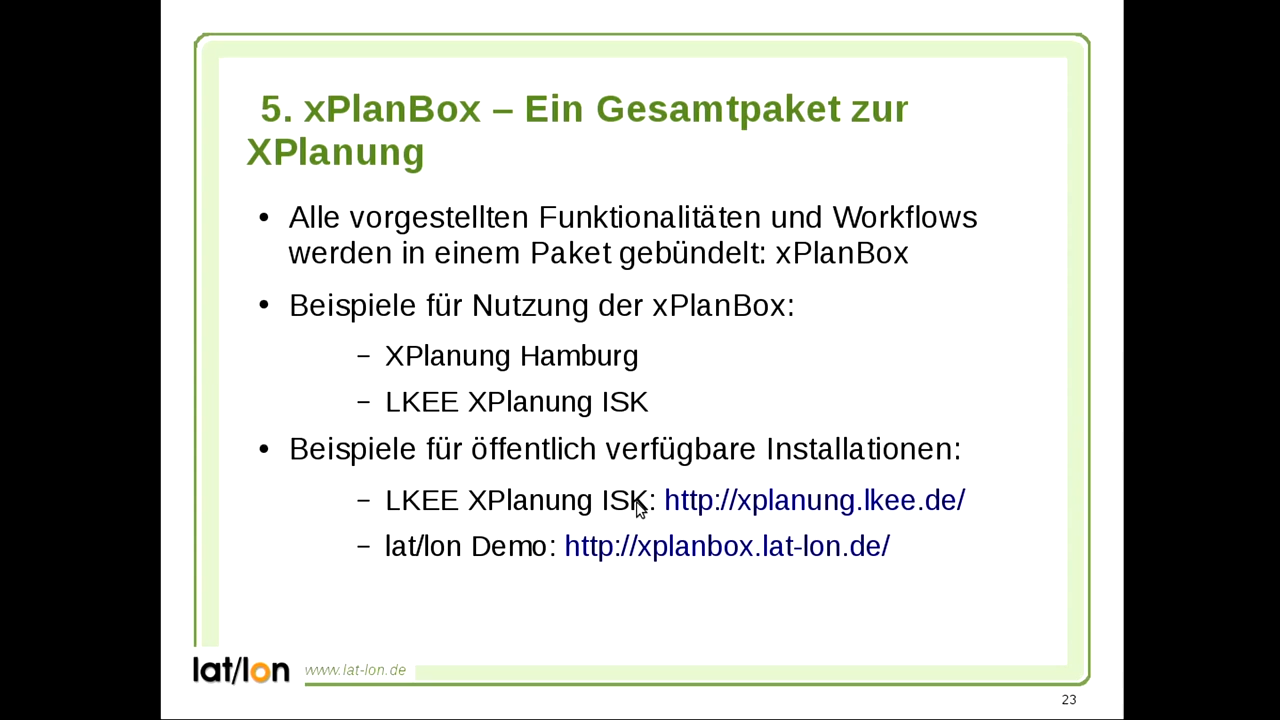 5. xPlanBox – Ein Gesamtpaket zur
XPlanung
• Alle vorgestellten Funktionalitäten und Workflows
werden in einem Paket gebündelt: xPlanBox
• Beispiele für Nutzung der xPlanBox:
– XPlanung Hamburg
– LKEE XPlanung ISK
• Beispiele für öffentlich verfügbare Installationen:
– LKEE XPlanung ISK: http://xplanung.lkee.de/
– lat/lon Demo: http://xplanbox.lat-lon.de/
lat/lon www.lat-lon.de
23